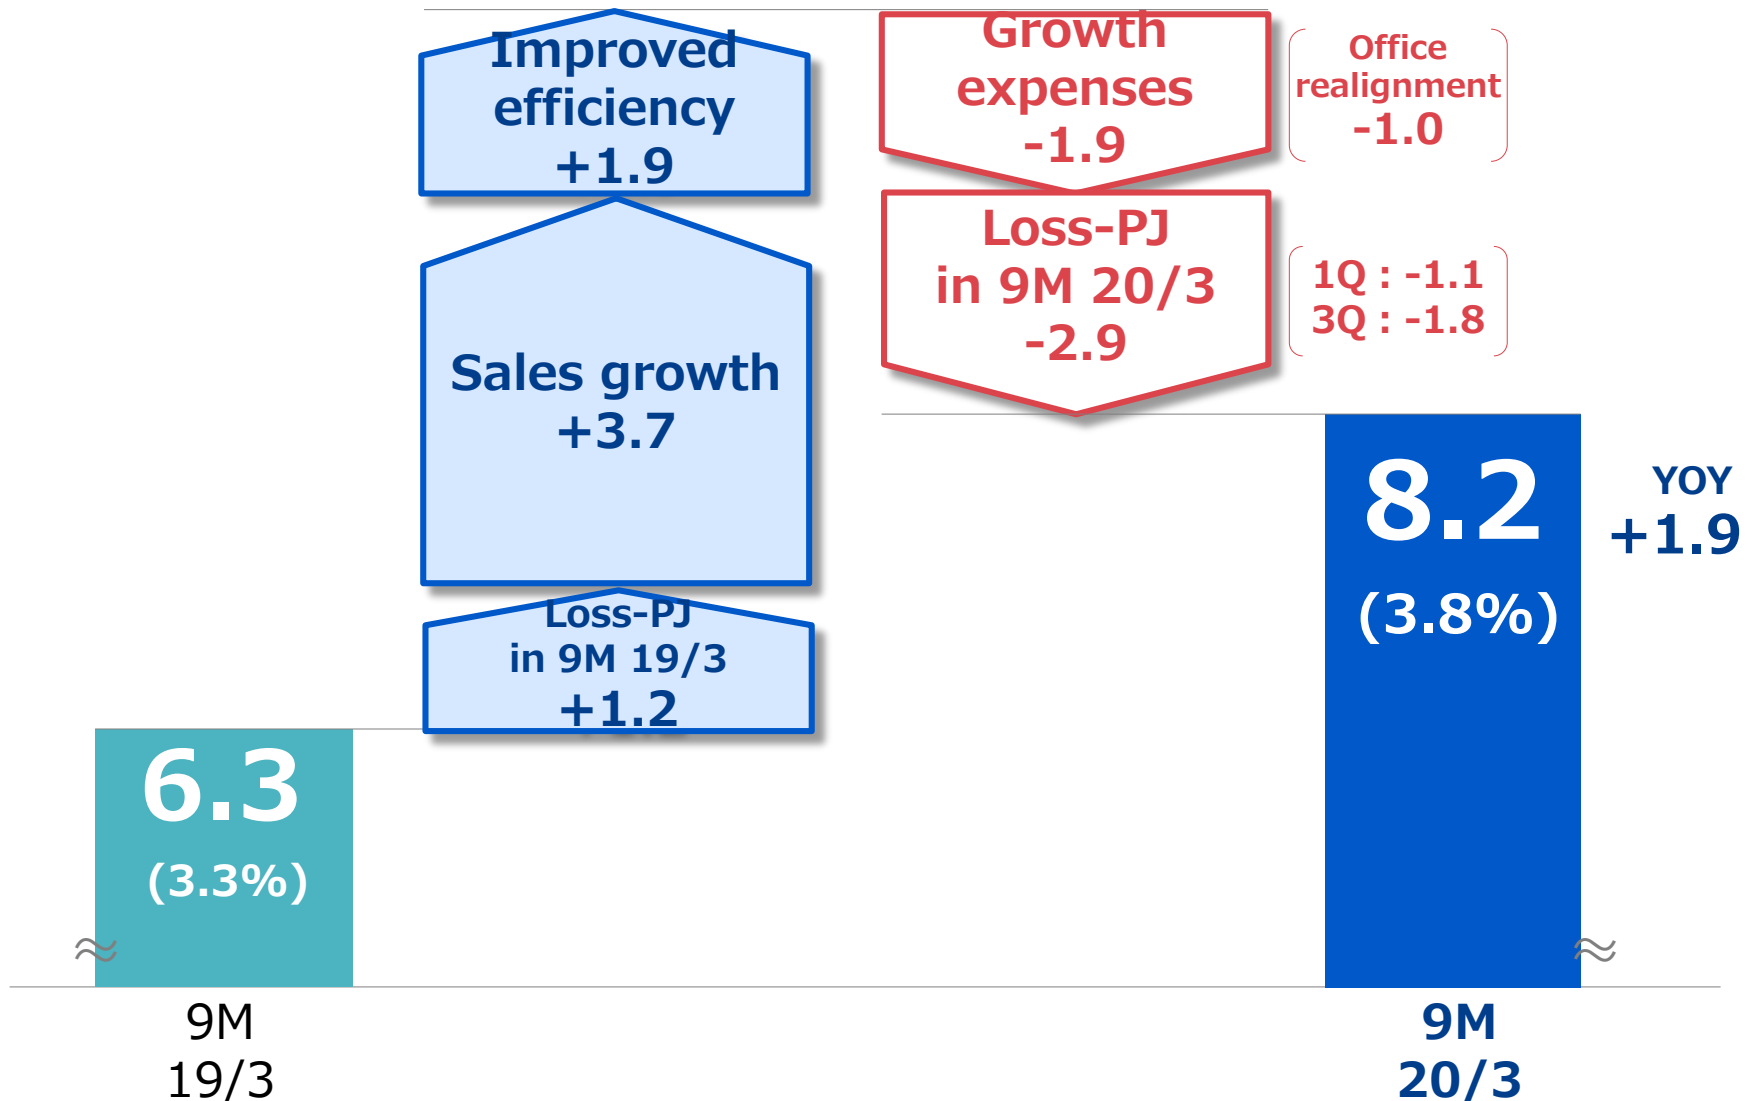 Improved
efficiency
+1.9
Sales growth
+3.7
Loss-PJ
in 9M 19/3
+1.2
Growth
expenses
-1.9
Office
realignment
-1.0
Loss-PJ
in 9M 20/3
-2.9
1Q : -1.1
3Q : -1.8
6.3
(3.3%)
8.2
(3.8%)
YOY
+1.9
9M
19/3
9M
20/3